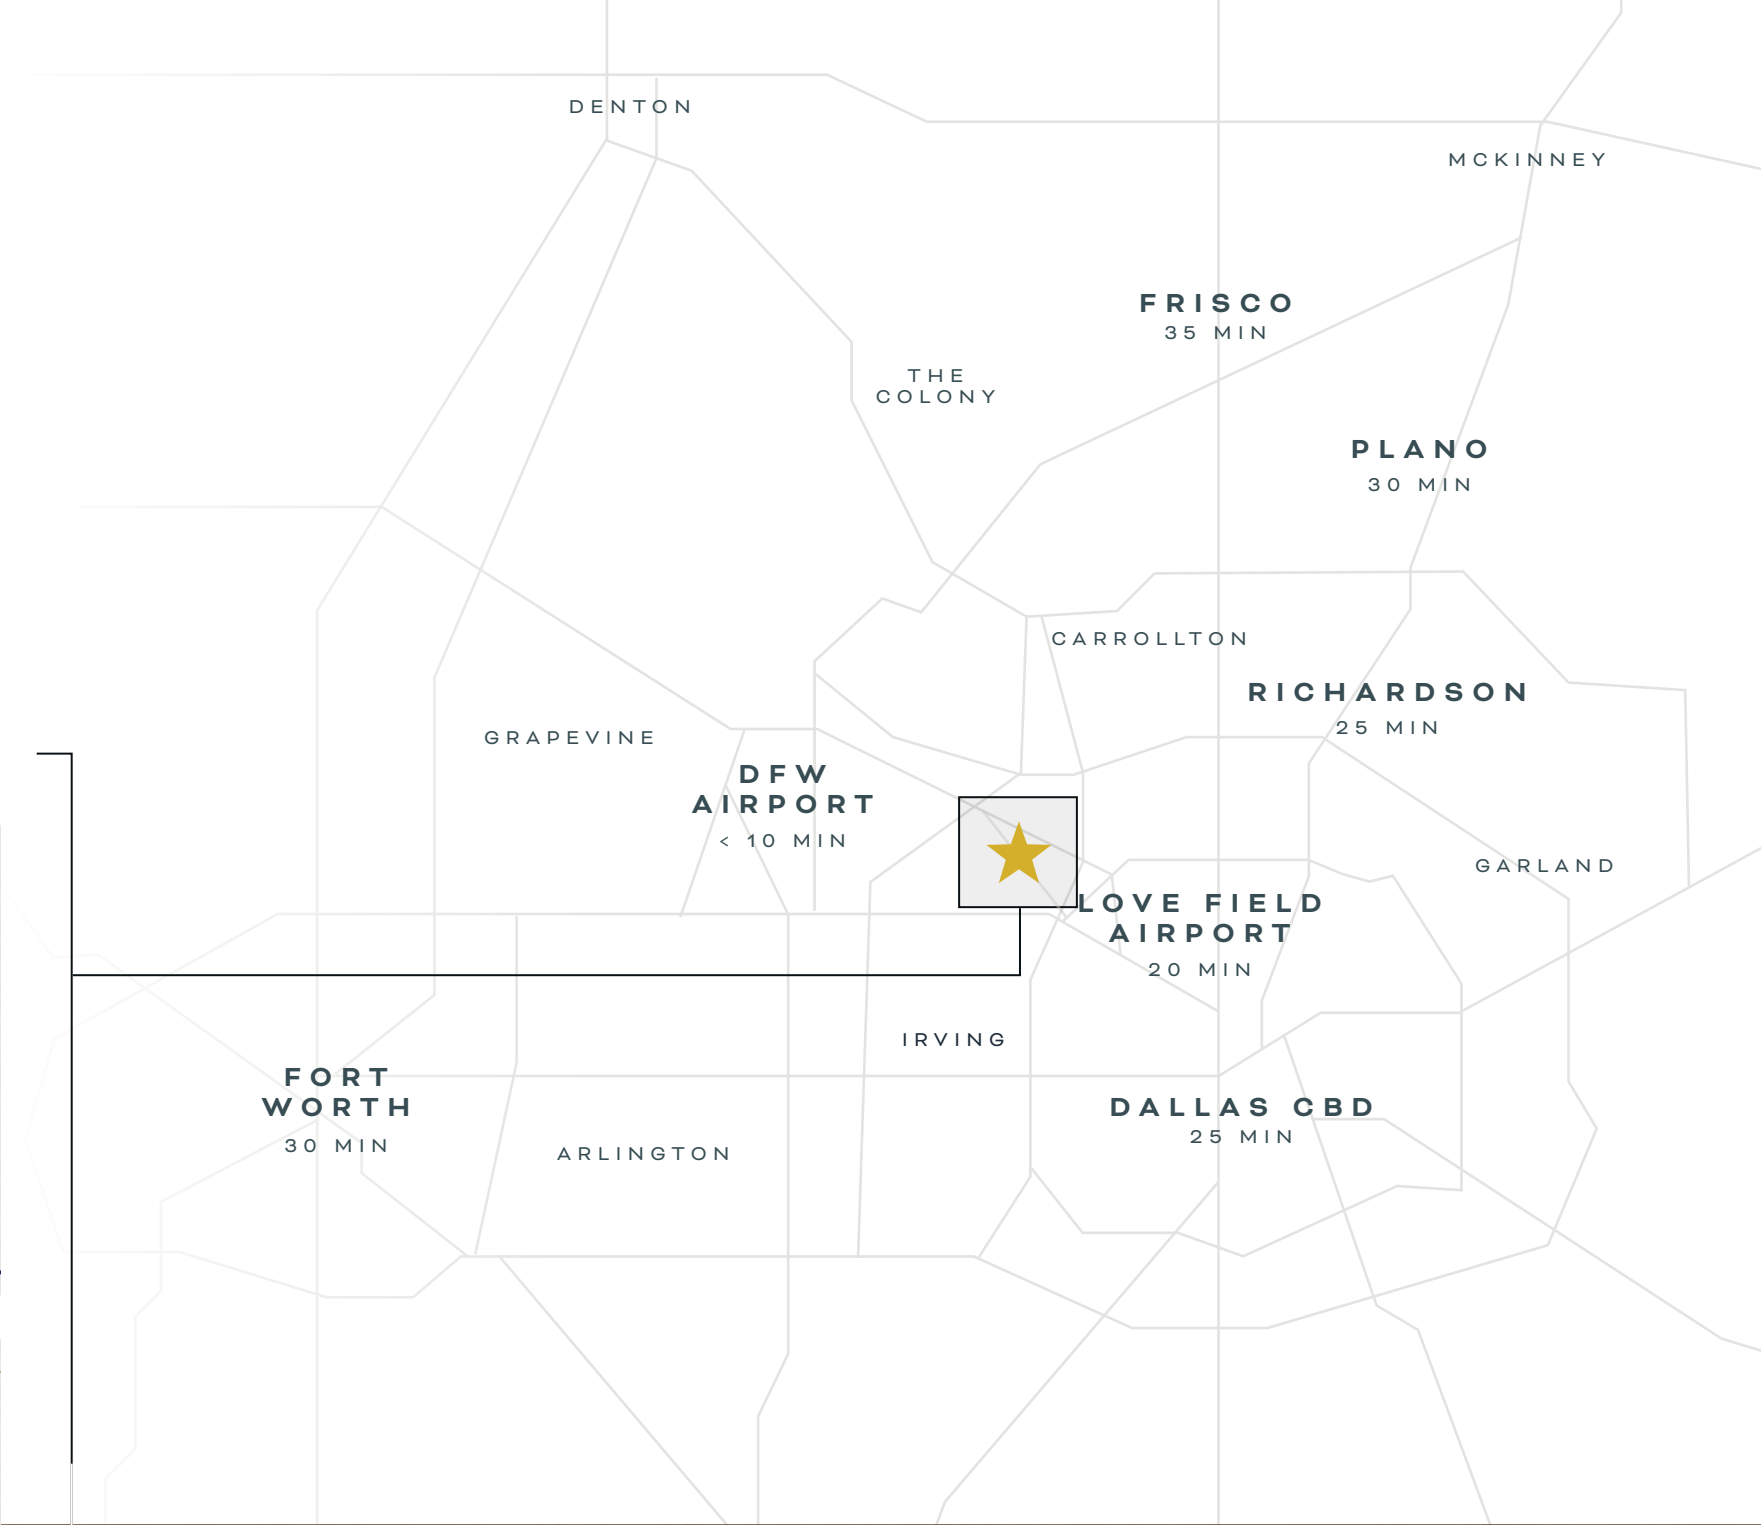 DENTON
MCKINNEY
FRISCO
35 MIN
THE
COLONY
PLANO
30 MIN
CARROLLTON
RICHARDSON
25 MIN
GRAPEVINE
DFW
AIRPORT
< 10 MIN
GARLAND
LOVE FIELD
AIRPORT
20 MIN
IRVING
FORT
WORTH
30 MIN
DALLAS CBD
25 MIN
ARLINGTON